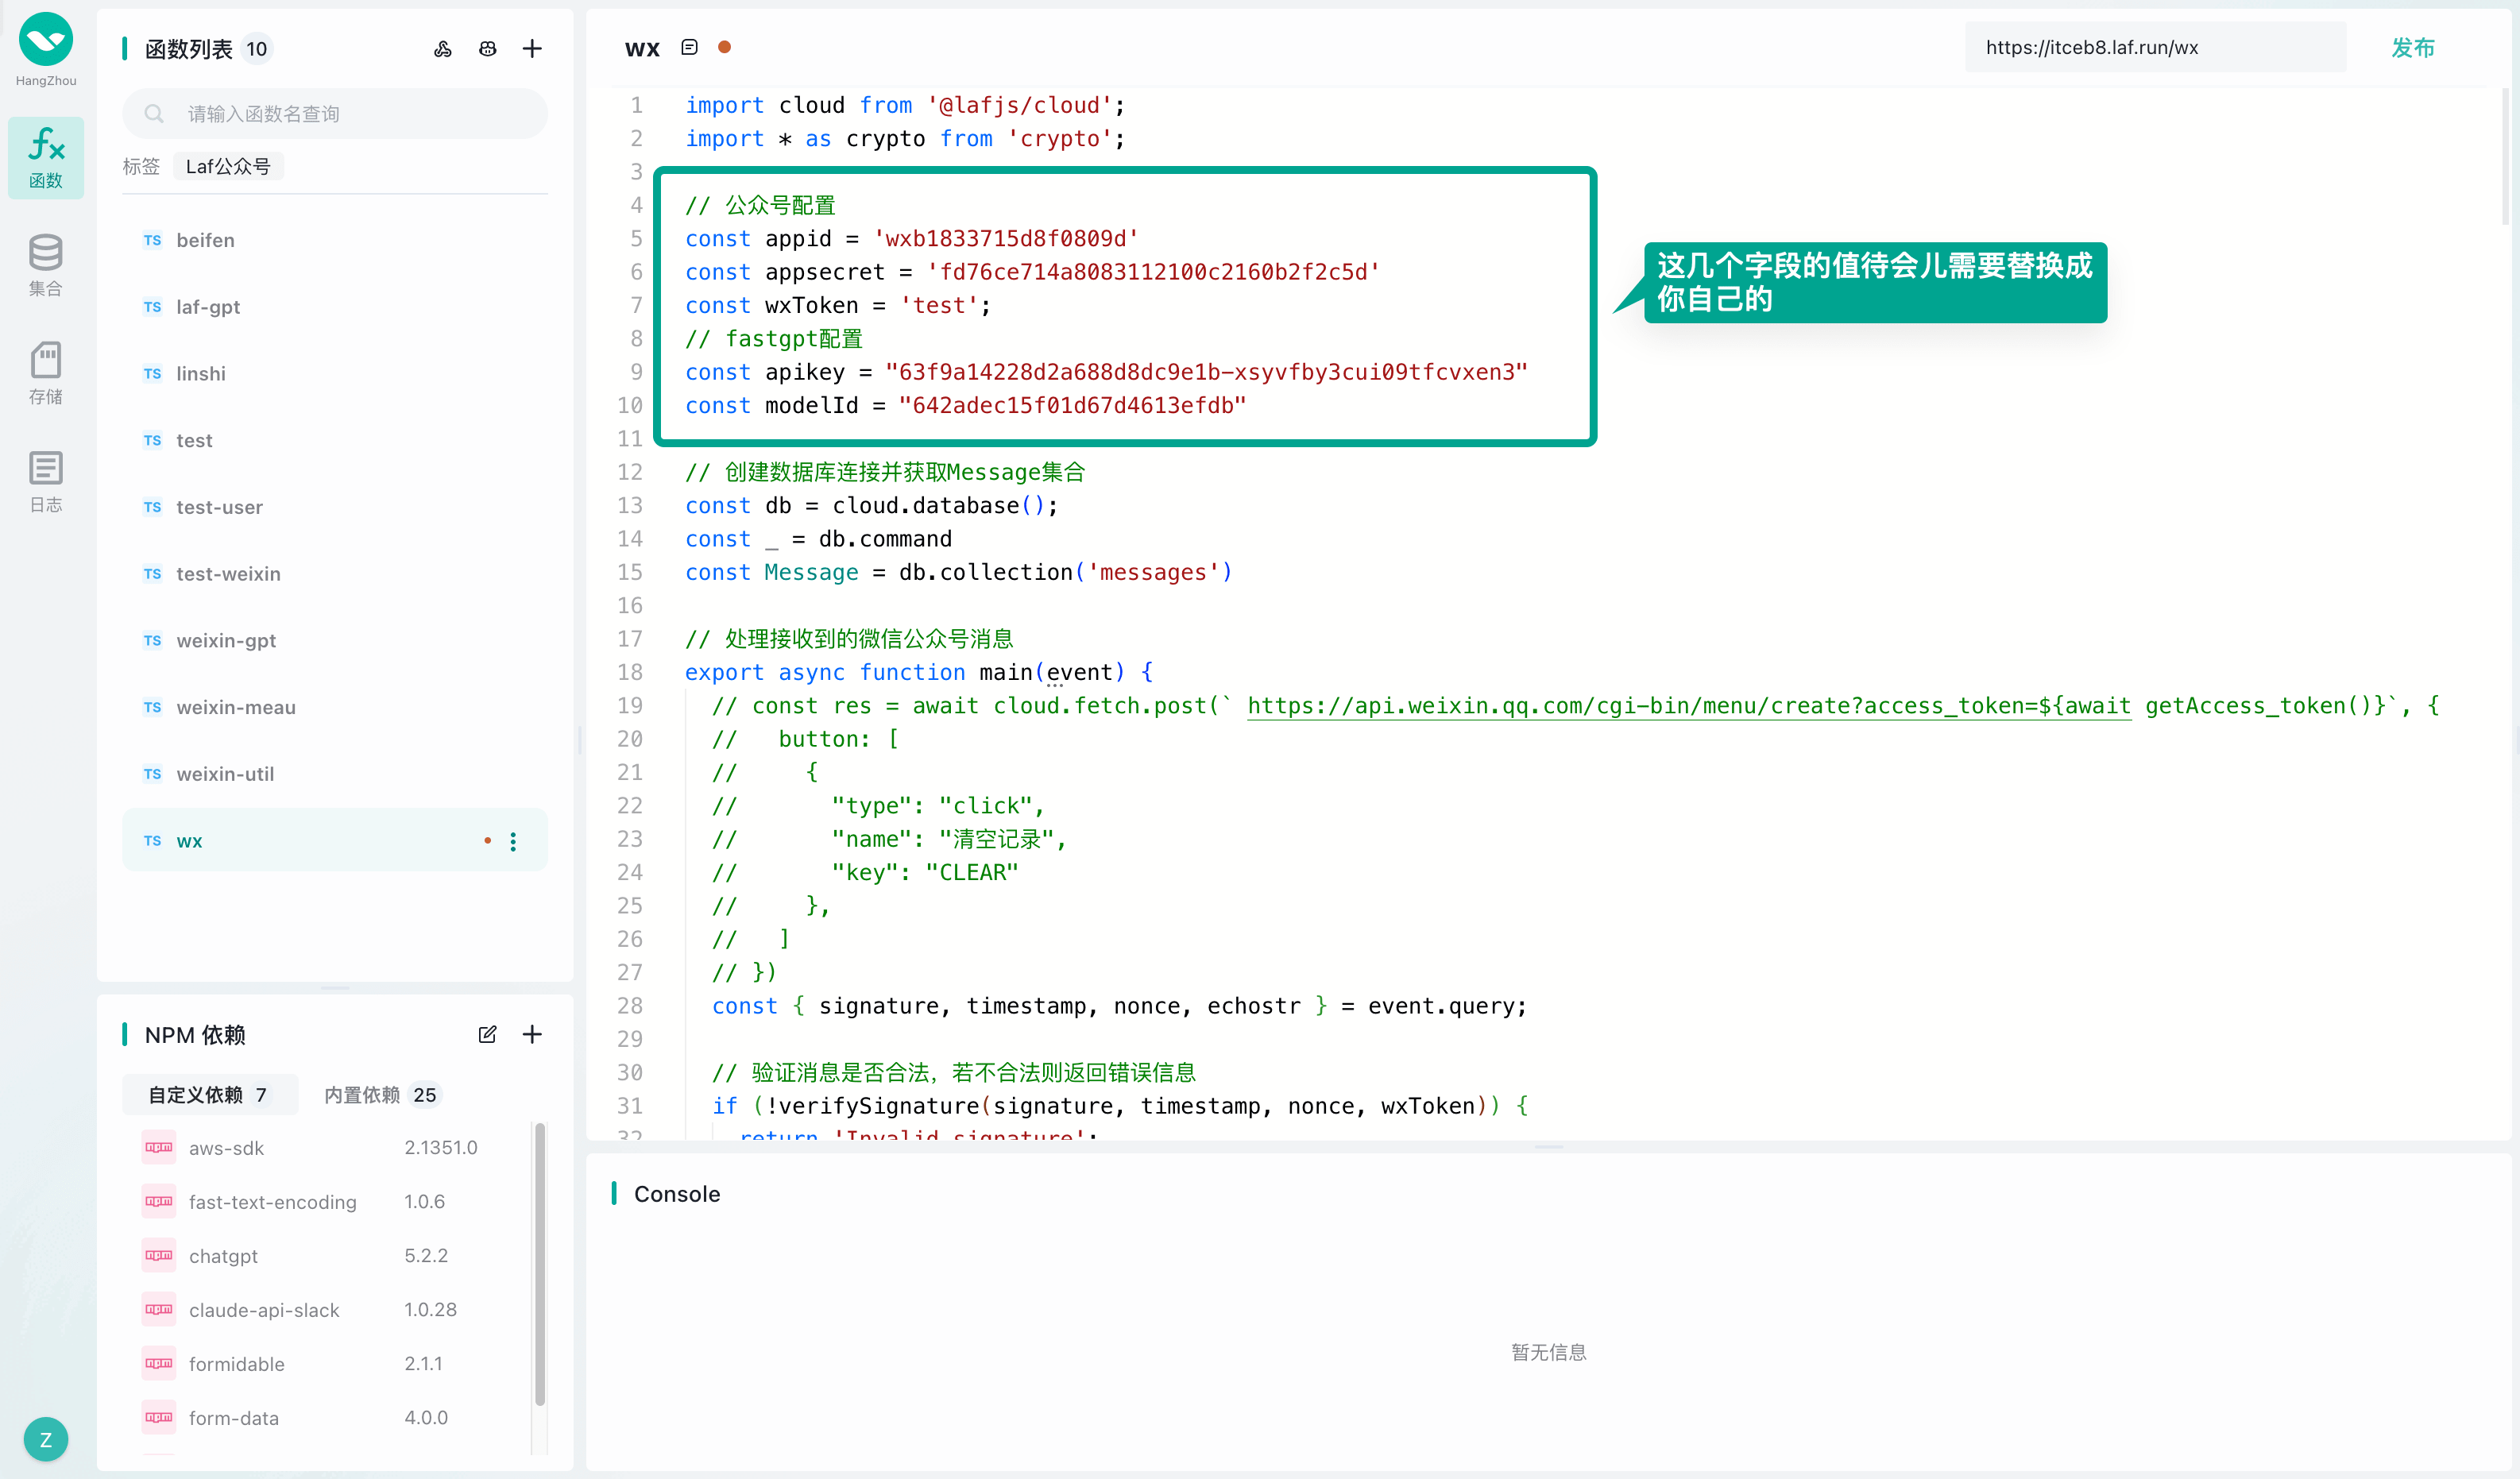 HangZhou
函数
集合
存储
日志
Z
函数列表 10
请输入函数名查询
标签 Laf公众号
TS beifen
TS laf-gpt
TS linshi
TS test
TS test-user
TS test-weixin
TS weixin-gpt
TS weixin-meau
TS weixin-util
TS wx
NPM 依赖
自定义依赖 7 内置依赖 25
aws-sdk 2.1351.0
fast-text-encoding 1.0.6
chatgpt 5.2.2
claude-api-slack 1.0.28
formidable 2.1.1
form-data 4.0.0
wx https://itceb8.laf.run/wx 发布
1 import cloud from '@lafjs/cloud';
2 import * as crypto from 'crypto';
3
4 // 公众号配置
5 const appid = 'wxb1833715d8f0809d'
6 const appsecret = 'fd76ce714a8083112100c2160b2f2c5d'
7 const wxToken = 'test';
8 // fastgpt配置
9 const apikey = "63f9a14228d2a688d8dc9e1b-xsyvfby3cui09tfcvxen3"
10 const modelId = "642adec15f01d67d4613efdb"
11
12 // 创建数据库连接并获取Message集合
13 const db = cloud.database();
14 const _ = db.command
15 const Message = db.collection('messages')
16
17 // 处理接收到的微信公众号消息
18 export async function main(event) {
19 // const res = await cloud.fetch.post(` https://api.weixin.qq.com/cgi-bin/menu/create?access_token=${await getAccess_token()}`, {
20 // button: [
21 // {
22 // "type": "click",
23 // "name": "清空记录",
24 // "key": "CLEAR"
25 // },
26 // ]
27 // })
28 const { signature, timestamp, nonce, echostr } = event.query;
29
30 // 验证消息是否合法，若不合法则返回错误信息
31 if (!verifySignature(signature, timestamp, nonce, wxToken)) {
32 return 'Invalid signature';
这几个字段的值待会儿需要替换成
你自己的
Console
暂无信息